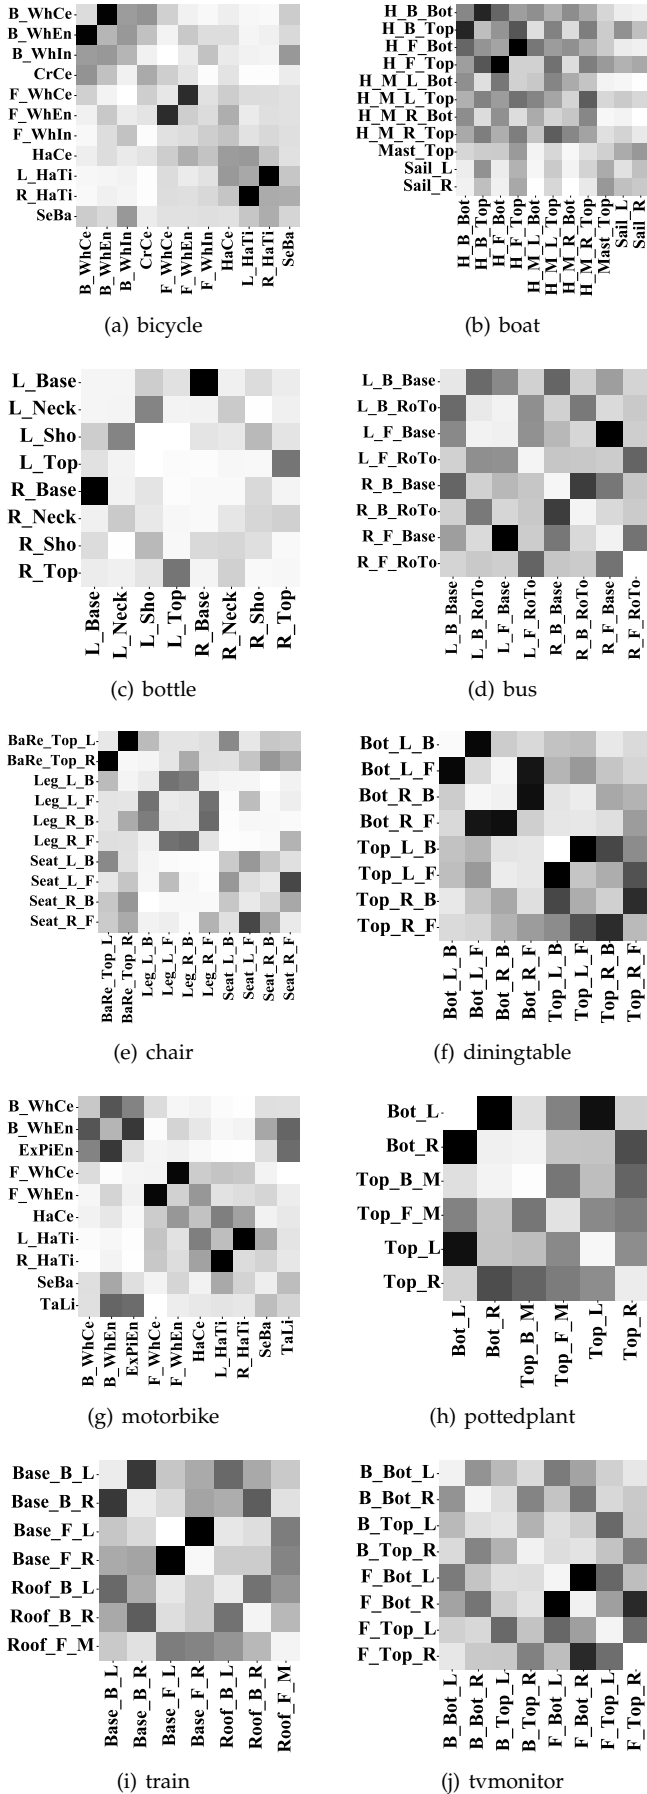 B_WhCe
B_WhEn
B_WhIn
CrCe
F_WhCe
F_WhEn
F_WhIn
HaCe
L_HaTi
R_HaTi
SeBa
B_WhCe
B_WhEn
B_WhIn
CrCe
F_WhCe
F_WhEn
F_WhIn
HaCe
L_HaTi
R_HaTi
SeBa
(a) bicycle
H_B_Bot
H_B_Top
H_F_Bot
H_F_Top
H_M_L_Bot
H_M_L_Top
H_M_R_Bot
H_M_R_Top
Mast_Top
Sail_L
Sail_R
H_B_Bot
H_B_Top
H_F_Bot
H_F_Top
H_M_L_Bot
H_M_L_Top
H_M_R_Bot
H_M_R_Top
Mast_Top
Sail_L
Sail_R
(b) boat
L_Base
L_Neck
L_Sho
L_Top
R_Base
R_Neck
R_Sho
R_Top
L_Base
L_Neck
L_Sho
L_Top
R_Base
R_Neck
R_Sho
R_Top
(c) bottle
L_B_Base
L_B_RoTo
L_F_Base
L_F_RoTo
R_B_Base
R_B_RoTo
R_F_Base
R_F_RoTo
L_B_Base
L_B_RoTo
L_F_Base
L_F_RoTo
R_B_Base
R_B_RoTo
R_F_Base
R_F_RoTo
(d) bus
BaRe_Top_L
BaRe_Top_R
Leg_L_B
Leg_L_F
Leg_R_B
Leg_R_F
Seat_L_B
Seat_L_F
Seat_R_B
Seat_R_F
BaRe_Top_L
BaRe_Top_R
Leg_L_B
Leg_L_F
Leg_R_B
Leg_R_F
Seat_L_B
Seat_L_F
Seat_R_B
Seat_R_F
(e) chair
Bot_L_B
Bot_L_F
Bot_R_B
Bot_R_F
Top_L_B
Top_L_F
Top_R_B
Top_R_F
Bot_L_B
Bot_L_F
Bot_R_B
Bot_R_F
Top_L_B
Top_L_F
Top_R_B
Top_R_F
(f) diningtable
B_WhCe
B_WhEn
ExPiEn
F_WhCe
F_WhEn
HaCe
L_HaTi
R_HaTi
SeBa
TaLi
B_WhCe
B_WhEn
ExPiEn
F_WhCe
F_WhEn
HaCe
L_HaTi
R_HaTi
SeBa
TaLi
(g) motorbike
Bot_L
Bot_R
Top_B_M
Top_F_M
Top_L
Top_R
Bot_L
Bot_R
Top_B_M
Top_F_M
Top_L
Top_R
(h) pottedplant
Base_B_L
Base_B_R
Base_F_L
Base_F_R
Roof_B_L
Roof_B_R
Roof_F_M
Base_B_L
Base_B_R
Base_F_L
Base_F_R
Roof_B_L
Roof_B_R
Roof_F_M
(i) train
B_Bot_L
B_Bot_R
B_Top_L
B_Top_R
F_Bot_L
F_Bot_R
F_Top_L
F_Top_R
B_Bot_L
B_Bot_R
B_Top_L
B_Top_R
F_Bot_L
F_Bot_R
F_Top_L
F_Top_R
(j) tvmonitor